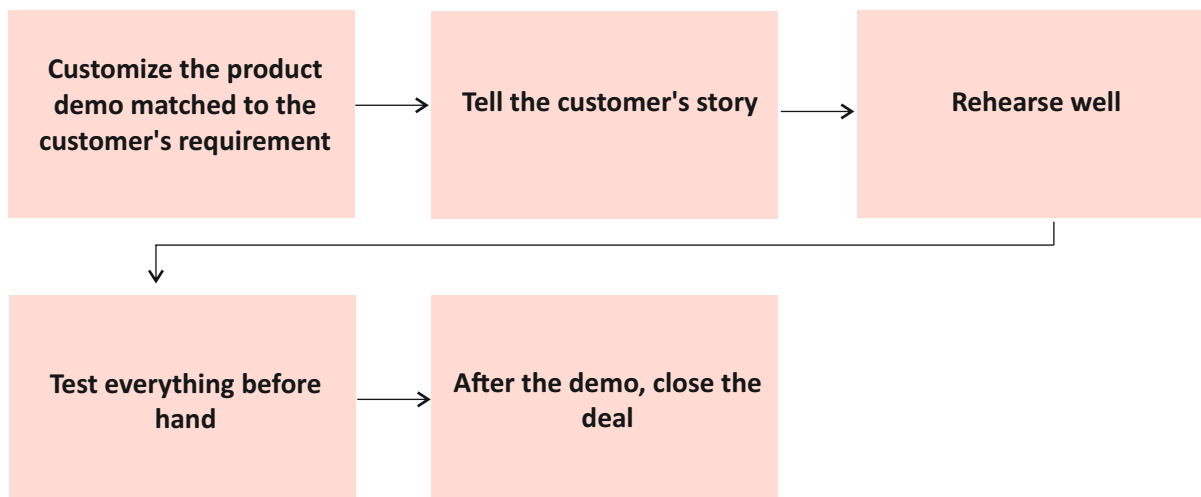 Customize the product
demo matched to the
customer's requirement
Tell the customer's story
Rehearse well
Test everything before
hand
After the demo, close the
deal